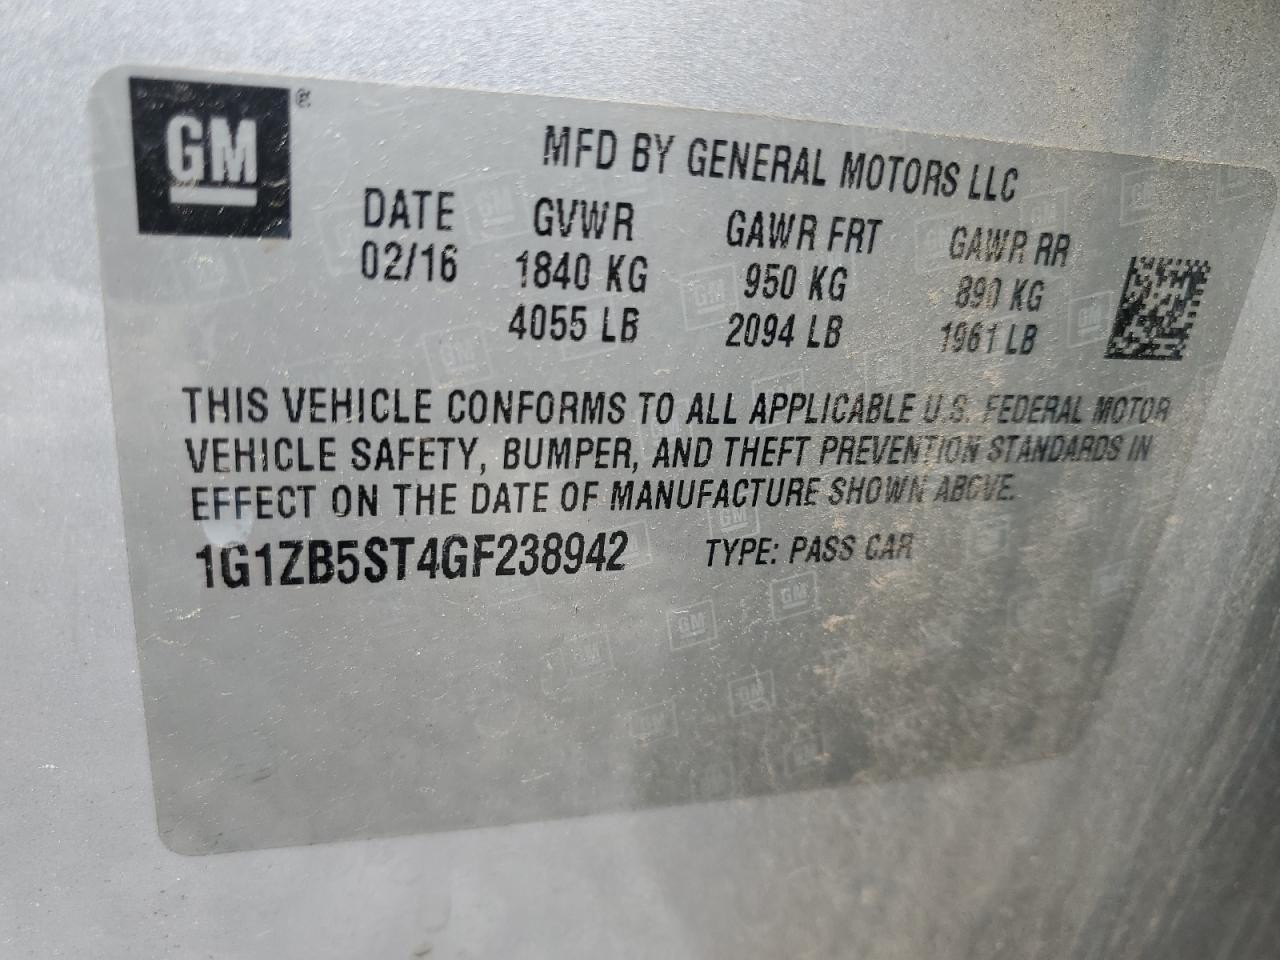 GM
MFD BY GENERAL MOTORS LLC
DATE GVWR GAWR FRT GAWR RR
02/16 1840 KG 950 KG 890 KG
4055 LB 2094 LB 1961 LB
THIS VEHICLE CONFORMS TO ALL APPLICABLE U.S. FEDERAL MOTOR
VEHICLE SAFETY, BUMPER, AND THEFT PREVENTION STANDARDS IN
EFFECT ON THE DATE OF MANUFACTURE SHOWN ABOVE.
1G1ZB5ST4GF238942 TYPE: PASS CAR